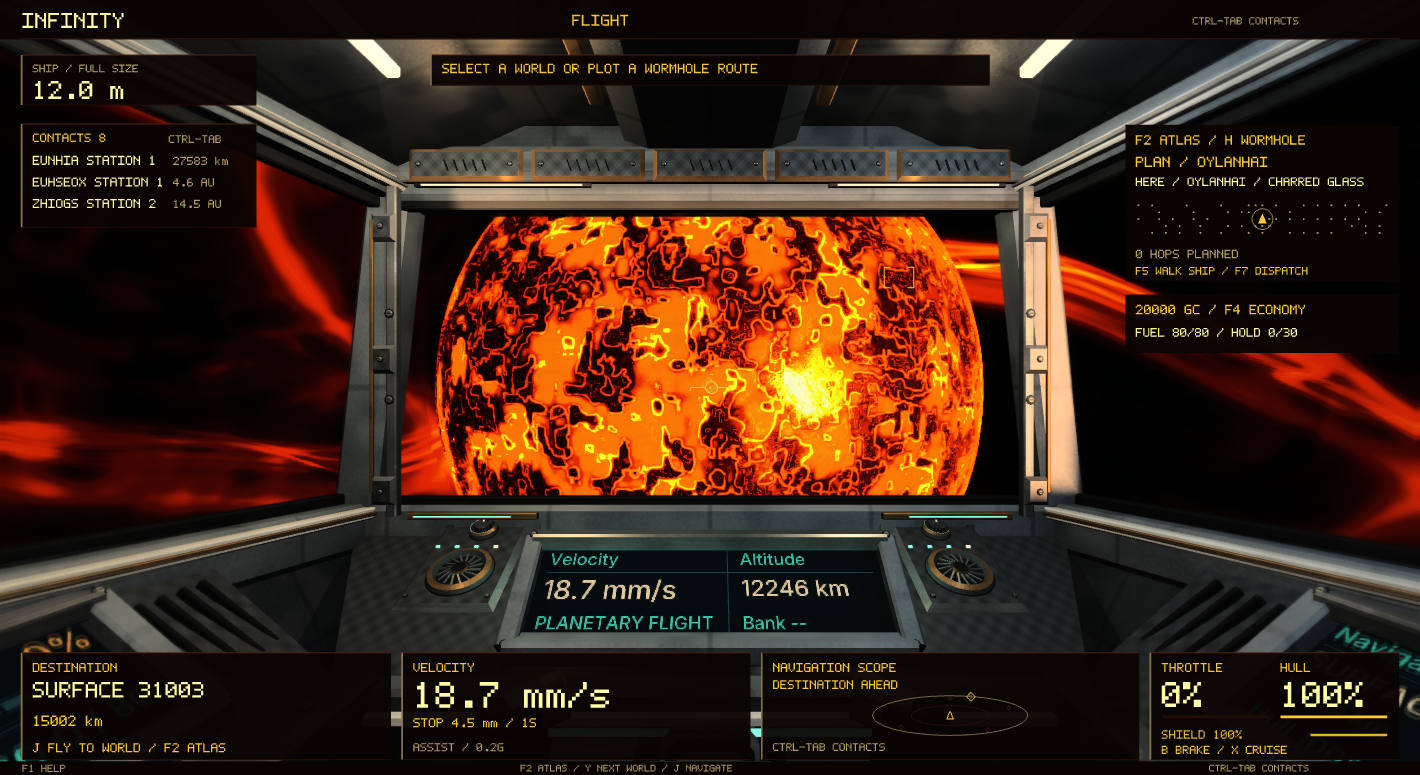 INFINITY
FLIGHT
CTRL-TAB CONTACTS
SHIP / FULL SIZE
12.0 m
SELECT A WORLD OR PLOT A WORMHOLE ROUTE
CONTACTS 8 CTRL-TAB
EUNHIA STATION 1 27583 km
EUHSEOX STATION 1 4.6 AU
ZHIOGS STATION 2 14.5 AU
F2 ATLAS / H WORMHOLE
PLAN / OYLANHAI
HERE / OYLANHAI / CHARRED GLASS
0 HOPS PLANNED
F5 WALK SHIP / F7 DISPATCH
20000 GC / F4 ECONOMY
FUEL 80/80 / HOLD 0/30
Velocity
18.7 mm/s
PLANETARY FLIGHT
Altitude
12246 km
Bank --
DESTINATION
SURFACE 31003
15002 km
J FLY TO WORLD / F2 ATLAS
VELOCITY
18.7 mm/s
STOP 4.5 mm / 1S
ASSIST / 0.2G
NAVIGATION SCOPE
DESTINATION AHEAD
CTRL-TAB CONTACTS
THROTTLE HULL
0% 100%
SHIELD 100%
B BRAKE / X CRUISE
F1 HELP
F2 ATLAS / Y NEXT WORLD / J NAVIGATE
CTRL-TAB CONTACTS